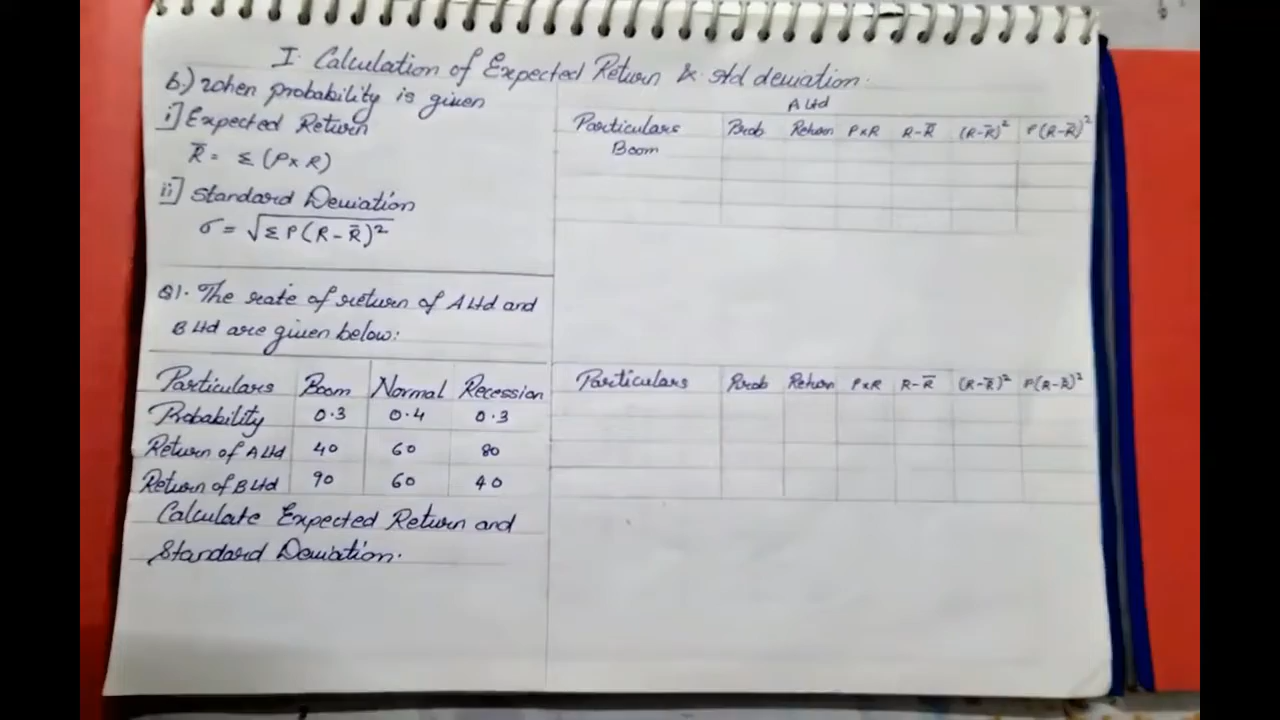 I. Calculation of Expected Return & std deviation.
b.) When probability is given
i] Expected Return
R̄ = Σ (P×R)
ii] Standard Deviation
σ = √ΣP(R-R̄)²
Q1. The rate of return of A Ltd and
B Ltd are given below:
Particulars Boom Normal Recession
Probability 0.3 0.4 0.3
Return of A Ltd 40 60 80
Return of B Ltd 90 60 40
Calculate Expected Return and
Standard Deviation.
A Ltd
Particulars Prob Return P×R R-R̄ (R-R̄)² P(R-R̄)²
Boom
Particulars Prob Return P×R R-R̄ (R-R̄)² P(R-R̄)²